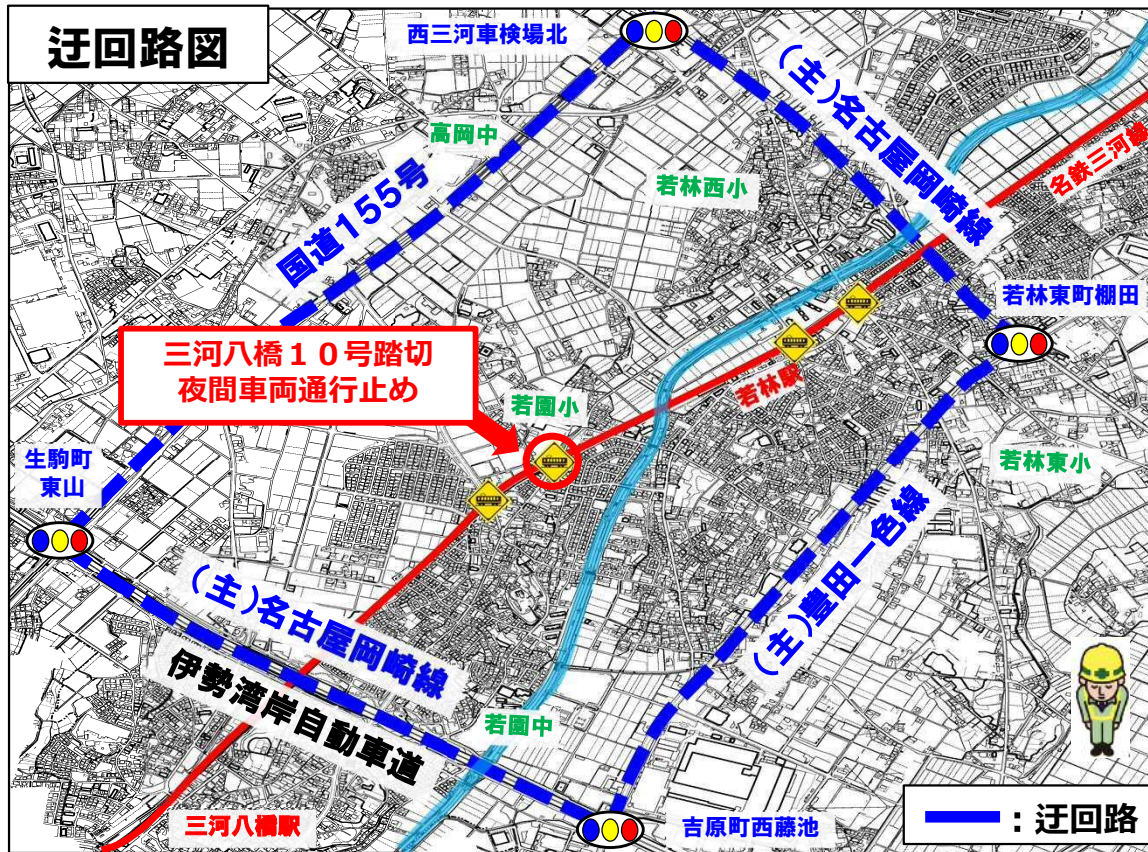 迂回路図
西三河車検場北
(主)名古屋岡崎線
高岡中
名鉄三河線
国道155号
若林西小
若林東町棚田
三河八橋10号踏切
夜間車両通行止め
若林駅
若園小
若林東小
生駒町
東山
(主)名古屋岡崎線
(主)豊田一色線
伊勢湾岸自動車道
若園中
三河八橋駅
吉原町西藤池
:迂回路